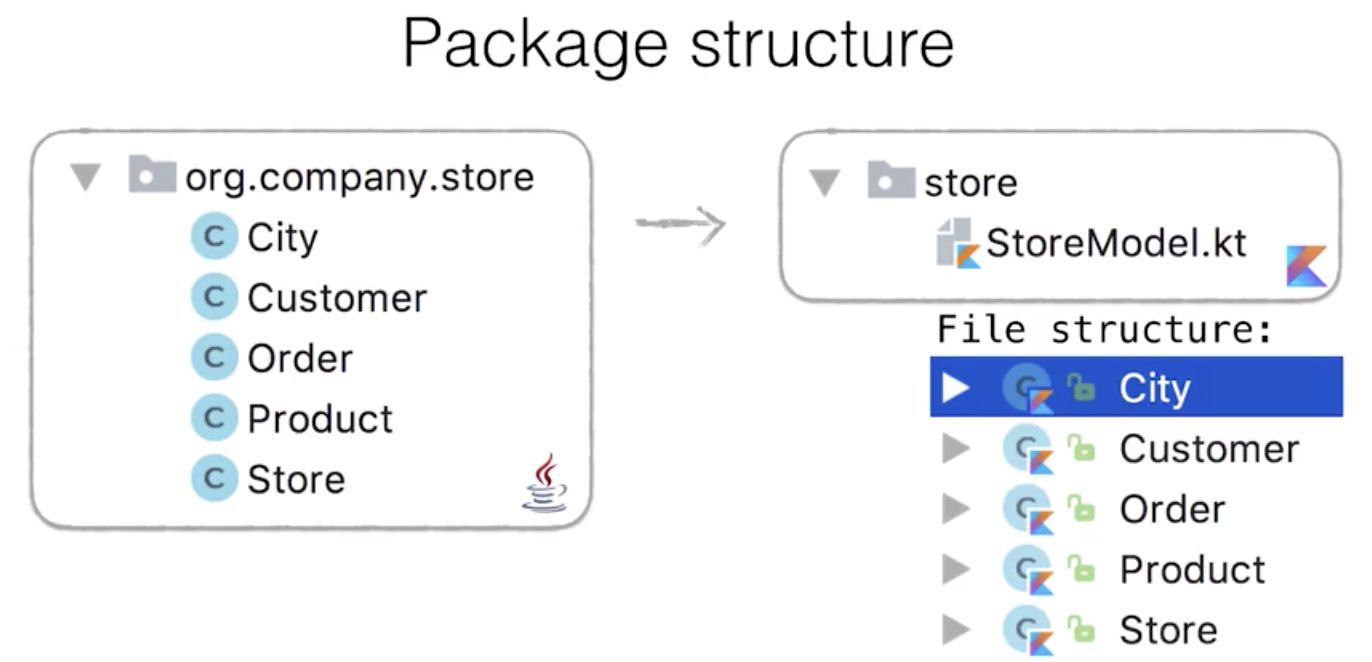 Package structure
org.company.store
C City
C Customer
C Order
C Product
C Store
store
StoreModel.kt
File structure:
C City
C Customer
C Order
C Product
C Store